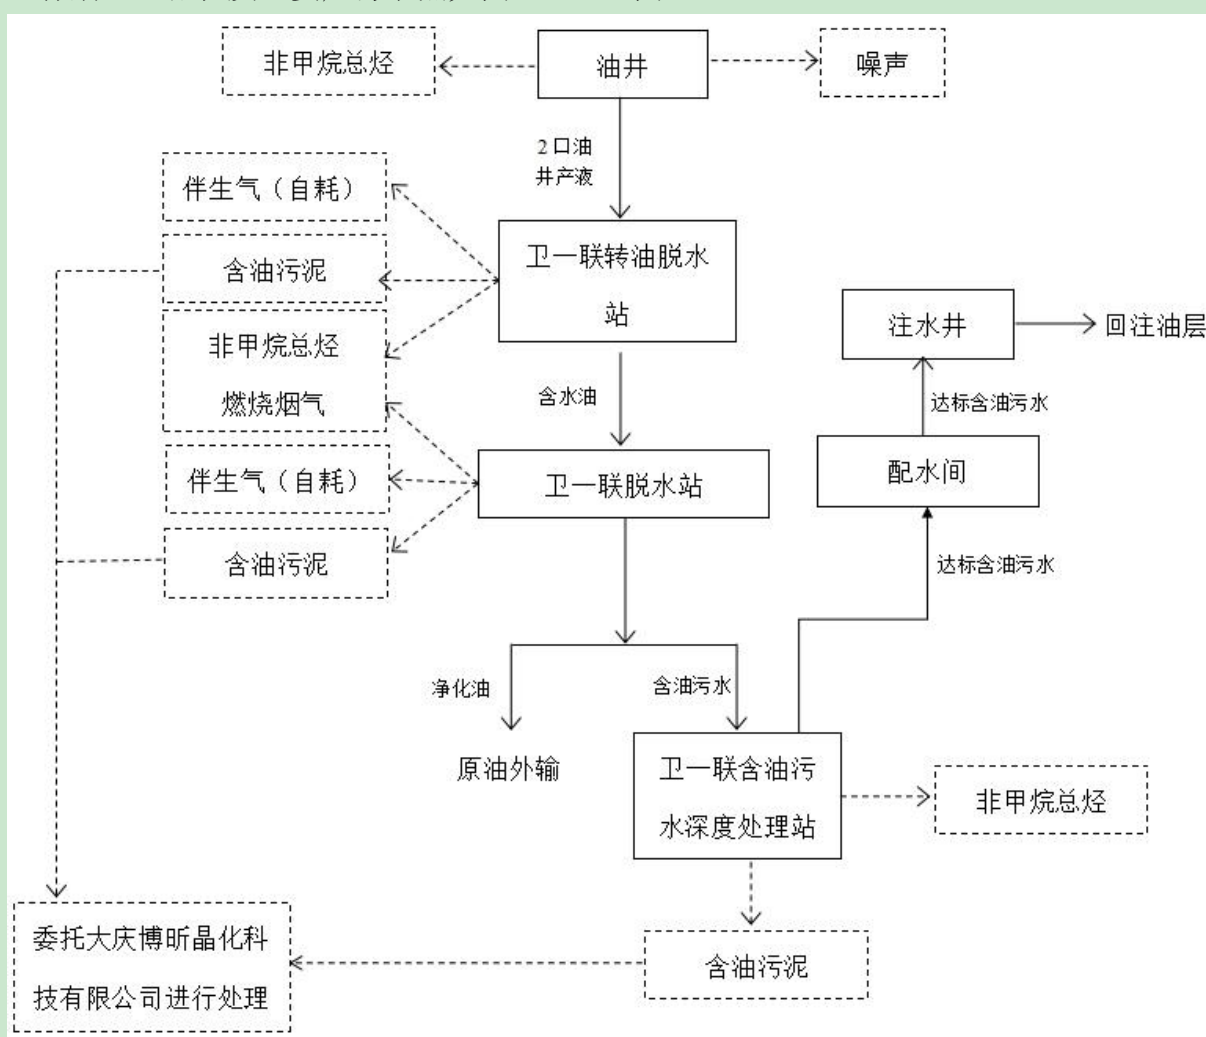 非甲烷总烃
油井
噪声
2口油
井产液
伴生气（自耗）
卫一联转油脱水
站
含油污泥
非甲烷总烃
燃烧烟气
注水井
回注油层
含水油
达标含油污水
伴生气（自耗）
卫一联脱水站
配水间
含油污泥
达标含油污水
净化油
含油污水
原油外输
卫一联含油污
水深度处理站
非甲烷总烃
委托大庆博昕晶化科
技有限公司进行处理
含油污泥